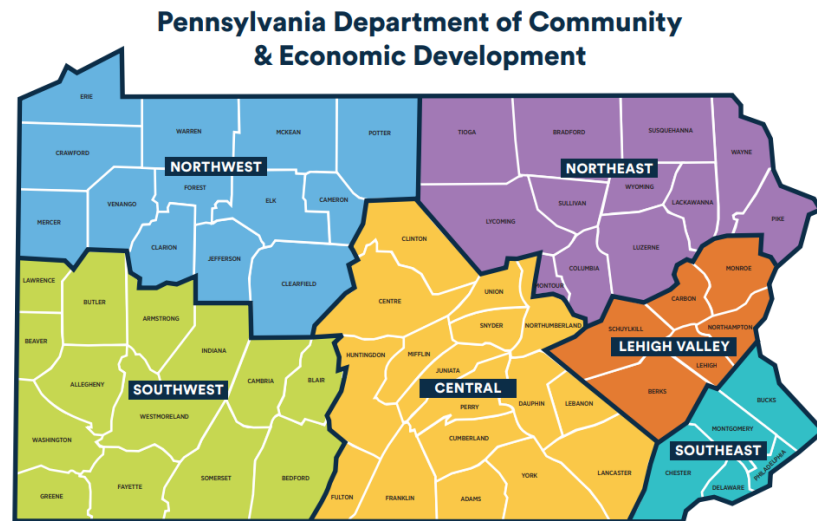 Pennsylvania Department of Community
& Economic Development
ERIE
WARREN
MCKEAN
POTTER
CRAWFORD
NORTHWEST
FOREST
MERCER
VENANGO
ELK
CAMERON
CLARION
JEFFERSON
CLEARFIELD
TIOGA
BRADFORD
SUSQUEHANNA
WAYNE
NORTHEAST
WYOMING
SULLIVAN
LACKAWANNA
LYCOMING
PIKE
LUZERNE
COLUMBIA
MONTOUR
LAWRENCE
BUTLER
ARMSTRONG
BEAVER
INDIANA
ALLEGHENY
CAMBRIA
BLAIR
SOUTHWEST
WESTMORELAND
WASHINGTON
GREENE
FAYETTE
SOMERSET
BEDFORD
CLINTON
CENTRE
UNION
SNYDER
NORTHUMBERLAND
HUNTINGDON
MIFFLIN
JUNIATA
CENTRAL
PERRY
DAUPHIN
LEBANON
CUMBERLAND
FULTON
FRANKLIN
ADAMS
YORK
LANCASTER
MONROE
CARBON
SCHUYLKILL
NORTHAMPTON
LEHIGH VALLEY
LEHIGH
BERKS
BUCKS
MONTGOMERY
SOUTHEAST
CHESTER
PHILADELPHIA
DELAWARE